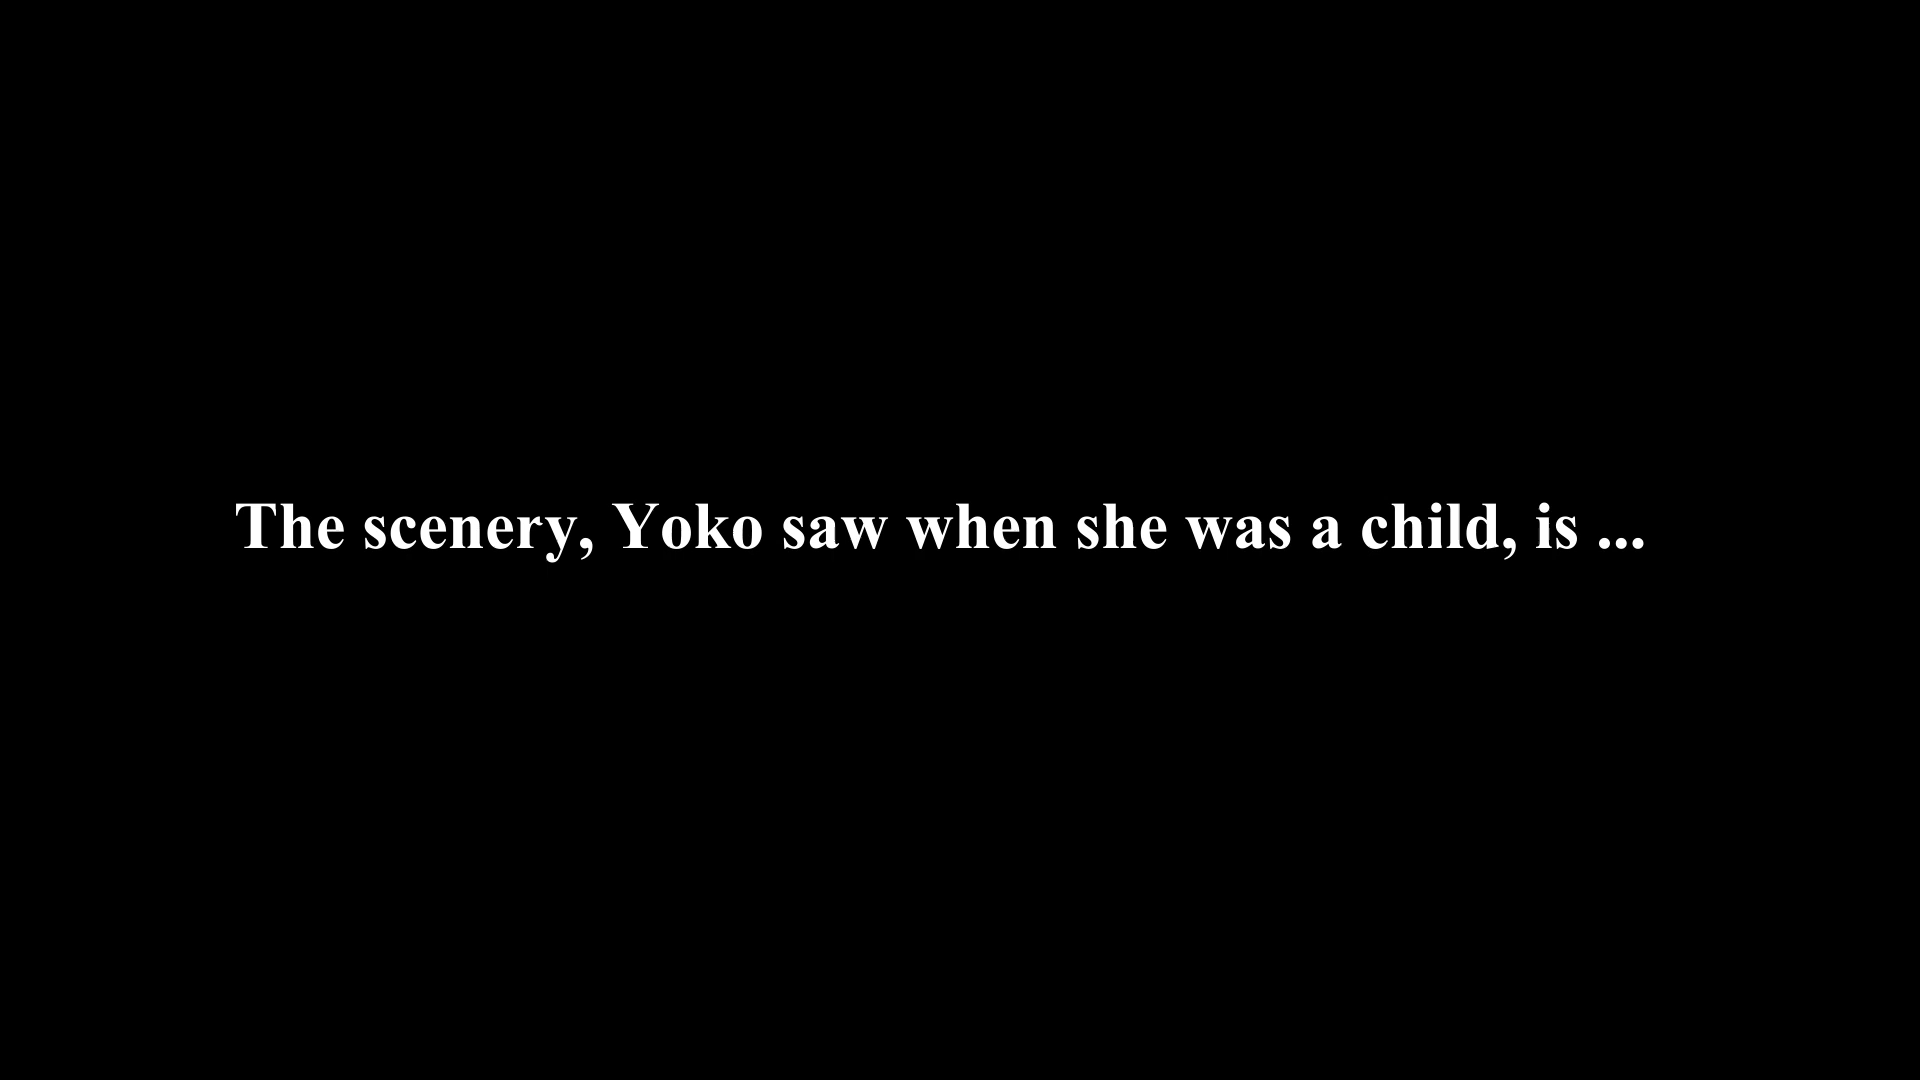 The scenery, Yoko saw when she was a child, is ...